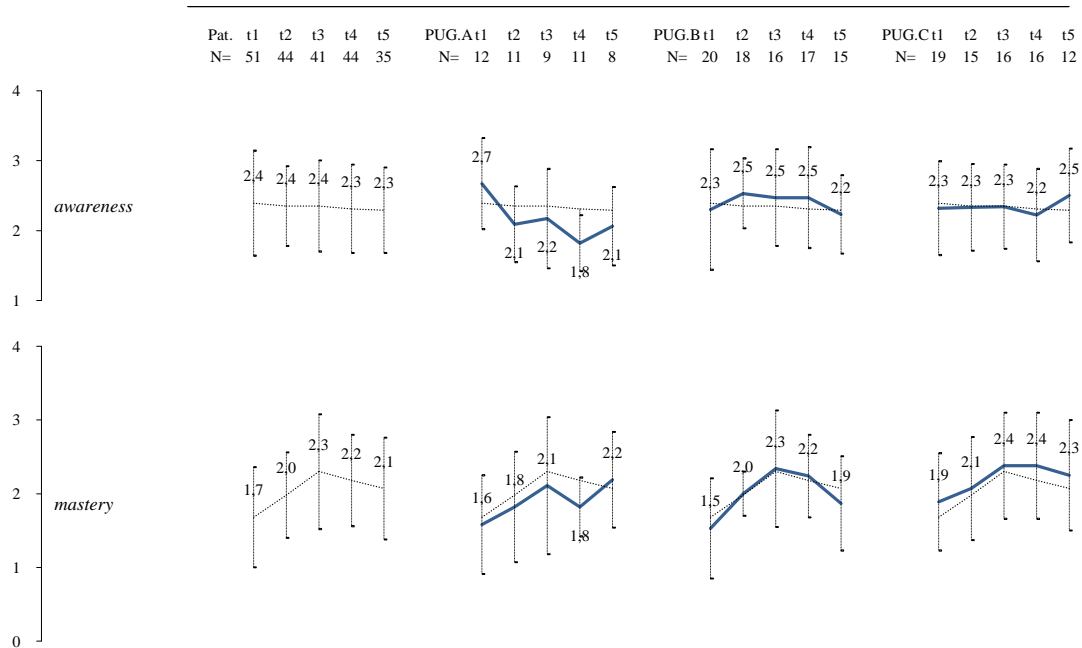 Pat. t1 t2 t3 t4 t5 PUG.A t1 t2 t3 t4 t5 PUG.B t1 t2 t3 t4 t5 PUG.C t1 t2 t3 t4 t5
N= 51 44 41 44 35 N= 12 11 9 11 8 N= 20 18 16 17 15 N= 19 15 16 16 12
4
3
2
1
awareness
2,4 2,4 2,4 2,3 2,3
2,7 2,1 2,2 1,8 2,1
2,3 2,5 2,5 2,5 2,2
2,3 2,3 2,3 2,2 2,5
4
3
2
1
0
mastery
1,7 2,0 2,3 2,2 2,1
1,6 1,8 2,1 1,8 2,2
1,5 2,0 2,3 2,2 1,9
1,9 2,1 2,4 2,4 2,3